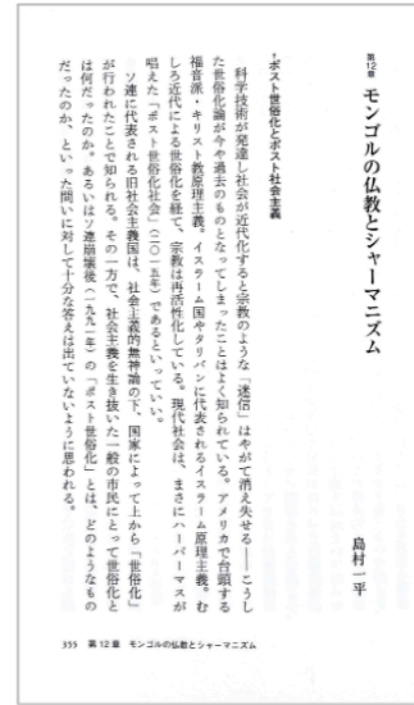 第12章 モンゴルの仏教とシャーマニズム
島村一平
ポスト世俗化とポスト社会主義
科学技術が発達し社会が近代化すると宗教のような「迷信」はやがて消え失せる――こうし
た世俗化論が今や過去のものとなってしまったことはよく知られている。アメリカで台頭する
福音派・キリスト教原理主義。イスラーム国やタリバンに代表されるイスラーム原理主義。む
しろ近代による世俗化を経て、宗教は再活性化している。現代社会は、まさにハーバーマスが
唱えた「ポスト世俗化社会」（二〇一五年）であるといっていい。
ソ連に代表される旧社会主義国は、社会主義的無神論の下、国家によって上から「世俗化」
が行われたことで知られる。その一方で、社会主義を生き抜いた一般の市民にとって世俗化と
は何だったのか。あるいはソ連崩壊後（一九九一年）の「ポスト世俗化」とは、どのようなもの
だったのか、といった問いに対して十分な答えは出ていないように思われる。
355 第12章 モンゴルの仏教とシャーマニズム